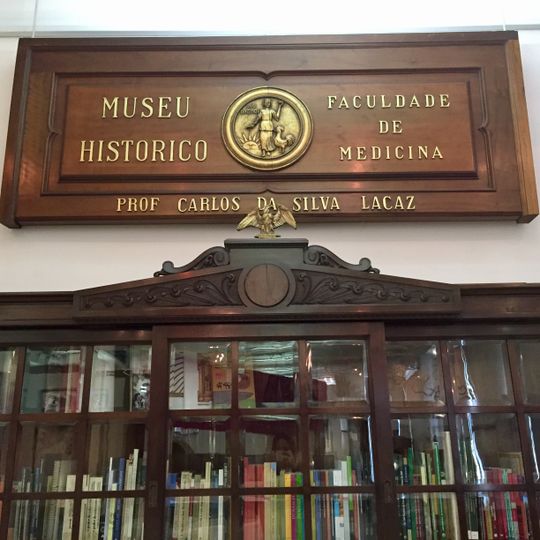 MUSEU
HISTORICO
FACULDADE
DE
MEDICINA
PROF CARLOS DA SILVA LACAZ